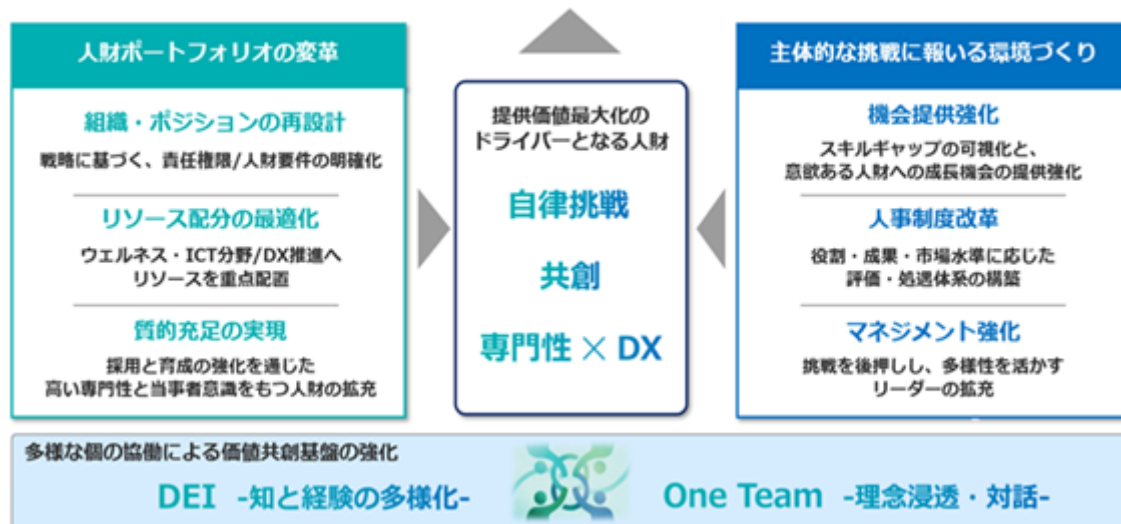 人財ポートフォリオの変革
組織・ポジションの再設計
戦略に基づく、責任権限/人財要件の明確化
リソース配分の最適化
ウェルネス・ICT分野/DX推進へ
リソースを重点配置
質的充足の実現
採用と育成の強化を通じた
高い専門性と当事者意識をもつ人財の拡充
提供価値最大化の
ドライバーとなる人財
自律挑戦
共創
専門性 × DX
主体的な挑戦に報いる環境づくり
機会提供強化
スキルギャップの可視化と、
意欲ある人財への成長機会の提供強化
人事制度改革
役割・成果・市場水準に応じた
評価・処遇体系の構築
マネジメント強化
挑戦を後押しし、多様性を活かす
リーダーの拡充
多様な個の協働による価値共創基盤の強化
DEI -知と経験の多様化-
One Team -理念浸透・対話-